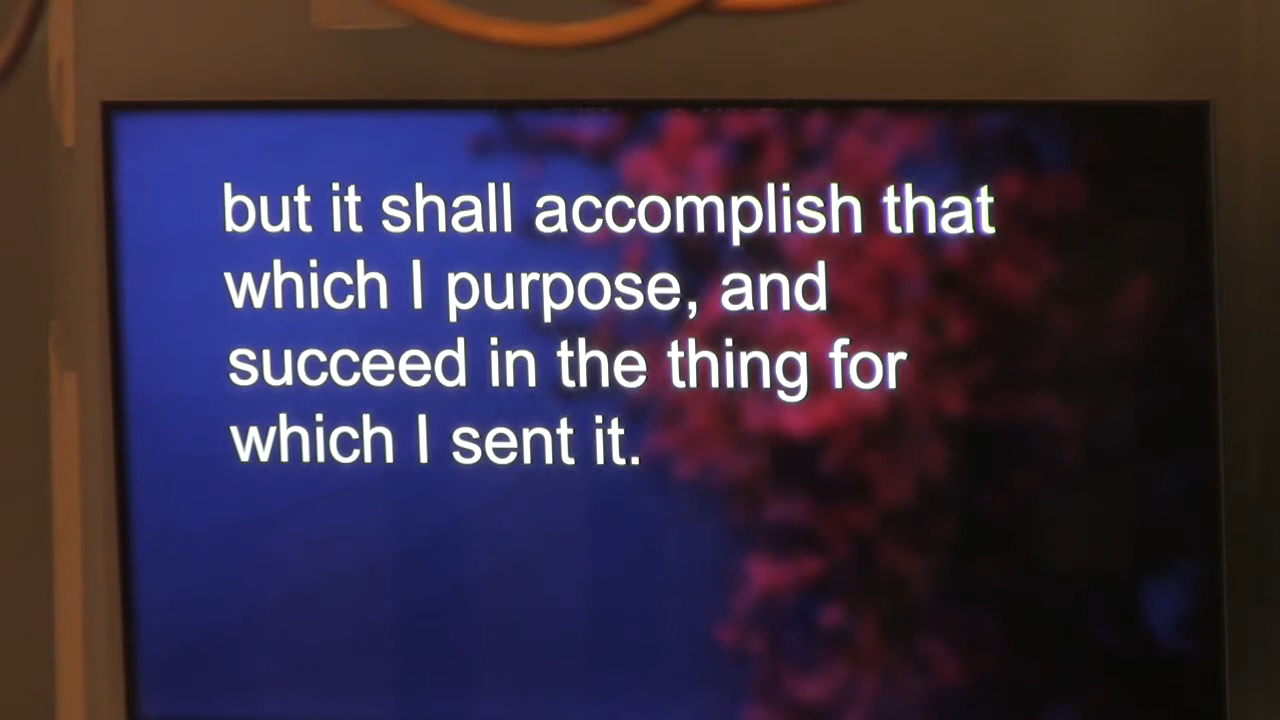 but it shall accomplish that
which I purpose, and
succeed in the thing for
which I sent it.